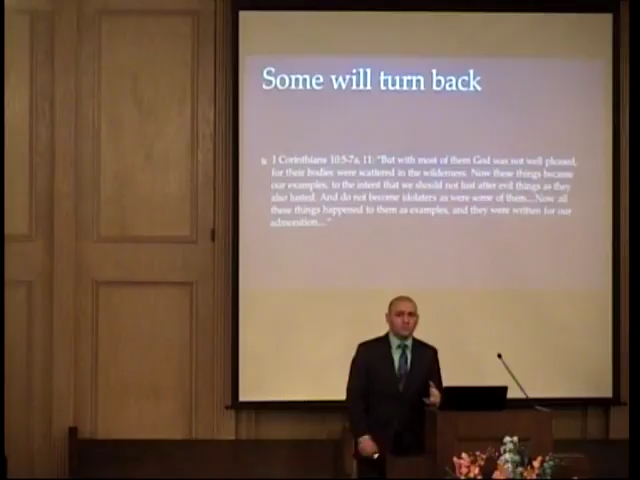 Some will turn back
1 Corinthians 10:5-7a, 11: "But with most of them God was not well pleased,
for their bodies were scattered in the wilderness. Now these things became
our examples, to the intent that we should not lust after evil things as they
also lusted. And do not become idolaters as were some of them...Now all
these things happened to them as examples, and they were written for our
admonition..."